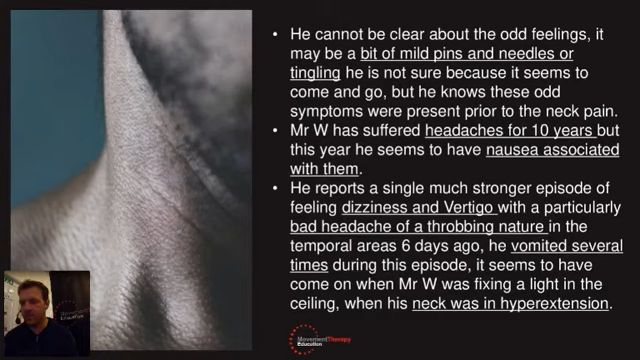 • He cannot be clear about the odd feelings, it
may be a bit of mild pins and needles or
tingling he is not sure because it seems to
come and go, but he knows these odd
symptoms were present prior to the neck pain.
• Mr W has suffered headaches for 10 years but
this year he seems to have nausea associated
with them.
• He reports a single much stronger episode of
feeling dizziness and Vertigo with a particularly
bad headache of a throbbing nature in the
temporal areas 6 days ago, he vomited several
times during this episode, it seems to have
come on when Mr W was fixing a light in the
ceiling, when his neck was in hyperextension.
MovementTherapy
Education